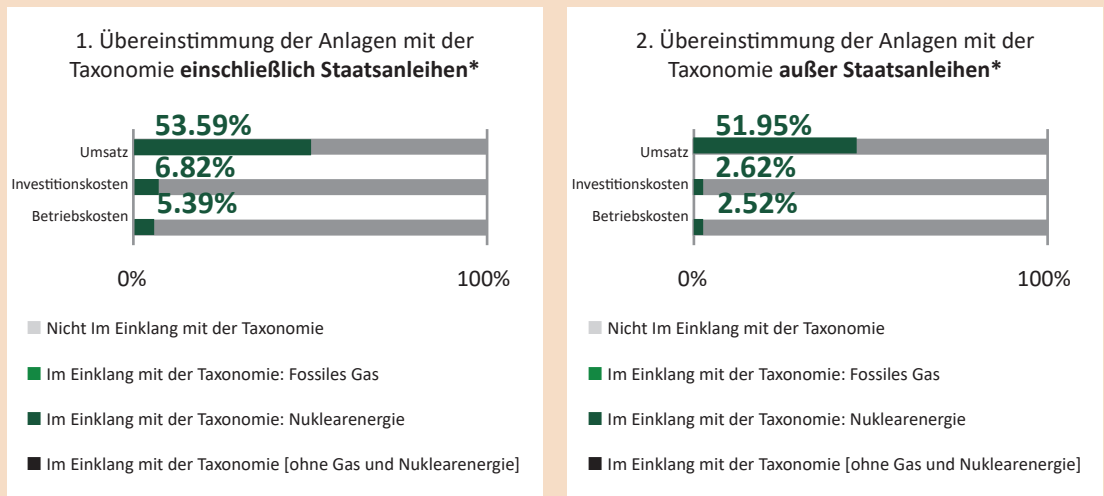 1. Übereinstimmung der Anlagen mit der
Taxonomie einschließlich Staatsanleihen*
53.59%
Umsatz
6.82%
Investitionskosten
5.39%
Betriebskosten
0% 100%
Nicht Im Einklang mit der Taxonomie
Im Einklang mit der Taxonomie: Fossiles Gas
Im Einklang mit der Taxonomie: Nuklearenergie
Im Einklang mit der Taxonomie [ohne Gas und Nuklearenergie]
2. Übereinstimmung der Anlagen mit der
Taxonomie außer Staatsanleihen*
51.95%
Umsatz
2.62%
Investitionskosten
2.52%
Betriebskosten
0% 100%
Nicht Im Einklang mit der Taxonomie
Im Einklang mit der Taxonomie: Fossiles Gas
Im Einklang mit der Taxonomie: Nuklearenergie
Im Einklang mit der Taxonomie [ohne Gas und Nuklearenergie]